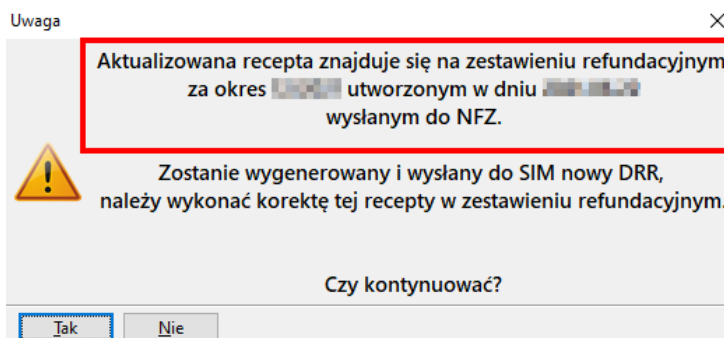 Uwaga
Aktualizowana recepta znajduje się na zestawieniu refundacyjnym
za okres utworzonym w dniu
wysłanym do NFZ.
Zostanie wygenerowany i wysłany do SIM nowy DRR,
należy wykonać korektę tej recepty w zestawieniu refundacyjnym.
Czy kontynuować?
Tak
Nie